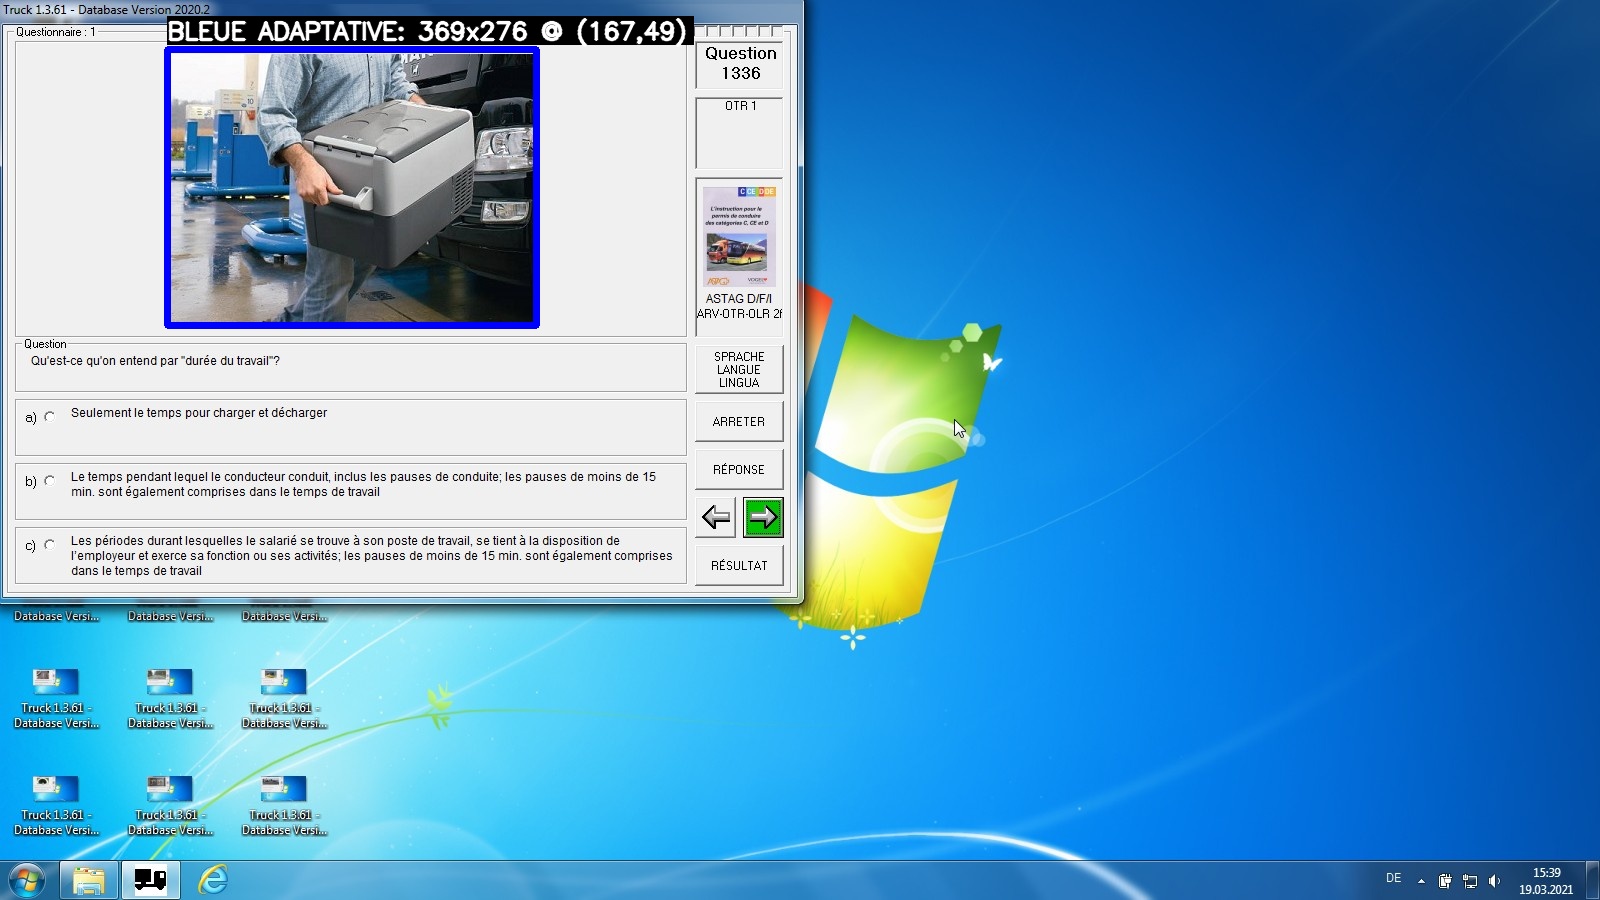 Truck 1.3.61 - Database Version 2020.2
Questionnaire : 1
BLEUE ADAPTATIVE: 369x276 @ (167,49)
Question
1336
OTR 1
C CE D DE
L'instruction pour le
permis de conduire
des catégories C, CE et D
ASTAG D/F/I
ARV-OTR-OLR 2f
Question
Qu'est-ce qu'on entend par "durée du travail"?
a) Seulement le temps pour charger et décharger
b) Le temps pendant lequel le conducteur conduit, inclus les pauses de conduite; les pauses de moins de 15
min. sont également comprises dans le temps de travail
c) Les périodes durant lesquelles le salarié se trouve à son poste de travail, se tient à la disposition de
l'employeur et exerce sa fonction ou ses activités; les pauses de moins de 15 min. sont également comprises
dans le temps de travail
SPRACHE
LANGUE
LINGUA
ARRETER
RÉPONSE
RÉSULTAT
Database Versi... Database Versi... Database Versi...
Truck 1.3.61 - Truck 1.3.61 - Truck 1.3.61 -
Database Versi... Database Versi... Database Versi...
Truck 1.3.61 - Truck 1.3.61 - Truck 1.3.61 -
Database Versi... Database Versi... Database Versi...
DE
15:39
19.03.2021